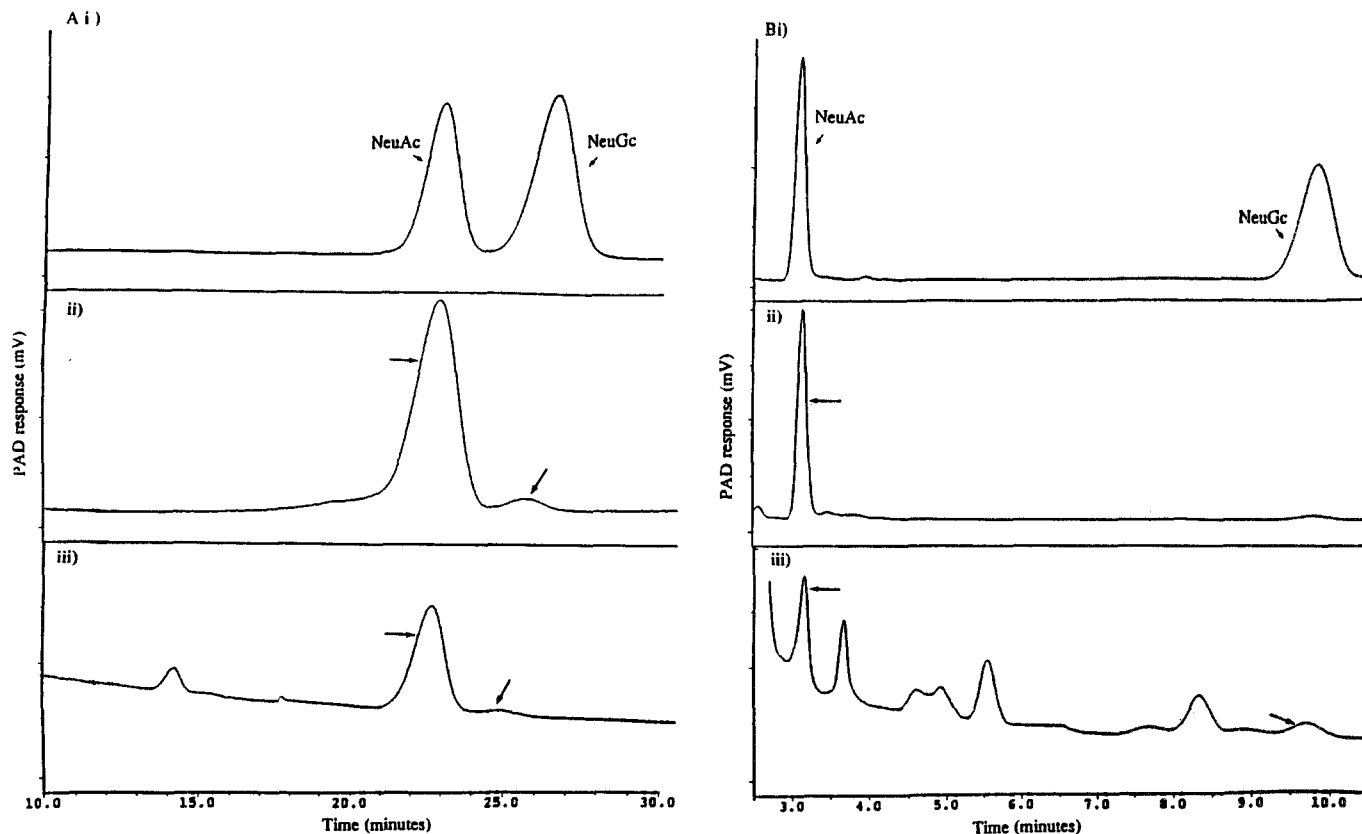 A i)
NeuAc
NeuGc
ii)
iii)
PAD response (mV)
10.0 15.0 20.0 25.0 30.0
Time (minutes)
Bi)
NeuAc
NeuGc
ii)
iii)
PAD response (mV)
3.0 4.0 5.0 6.0 7.0 8.0 9.0 10.0
Time (minutes)